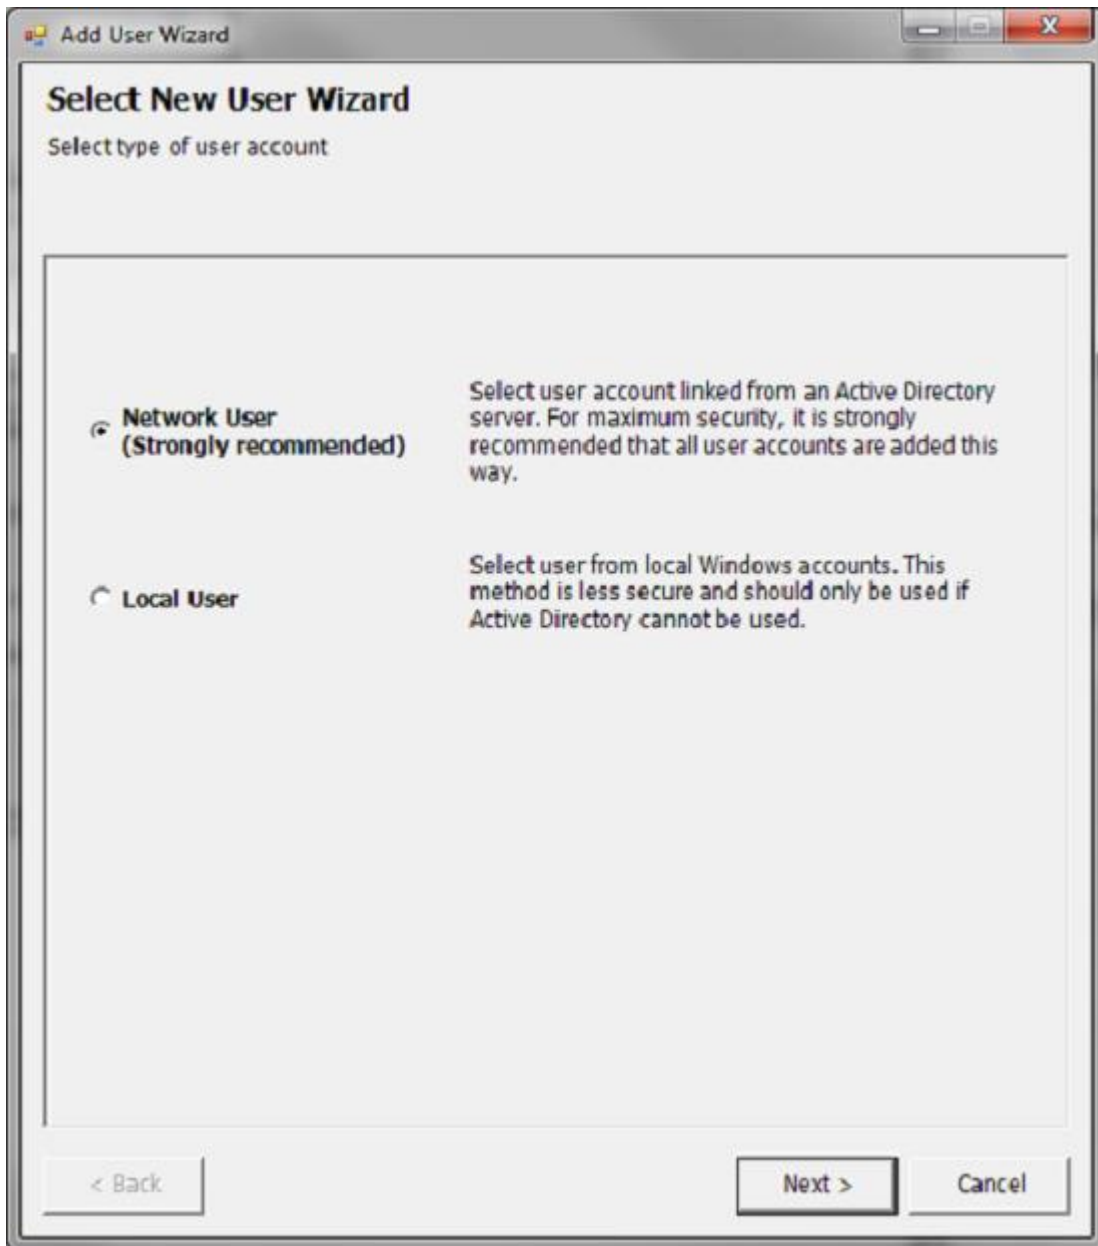 Add User Wizard
Select New User Wizard
Select type of user account
Network User
(Strongly recommended)
Select user account linked from an Active Directory
server. For maximum security, it is strongly
recommended that all user accounts are added this
way.
Local User
Select user from local Windows accounts. This
method is less secure and should only be used if
Active Directory cannot be used.
< Back
Next >
Cancel